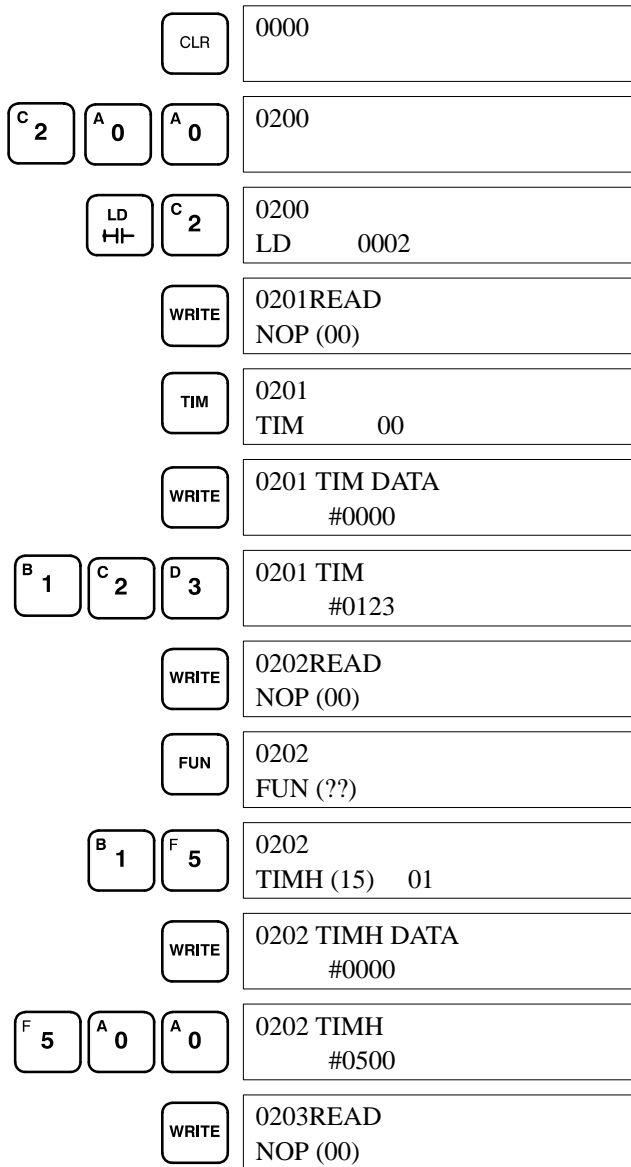 CLR
0000
C 2 A 0 A 0
0200
LD C 2
0200
LD 0002
WRITE
0201READ
NOP (00)
TIM
0201
TIM 00
WRITE
0201 TIM DATA
#0000
B 1 C 2 D 3
0201 TIM
#0123
WRITE
0202READ
NOP (00)
FUN
0202
FUN (??)
B 1 F 5
0202
TIMH (15) 01
WRITE
0202 TIMH DATA
#0000
F 5 A 0 A 0
0202 TIMH
#0500
WRITE
0203READ
NOP (00)